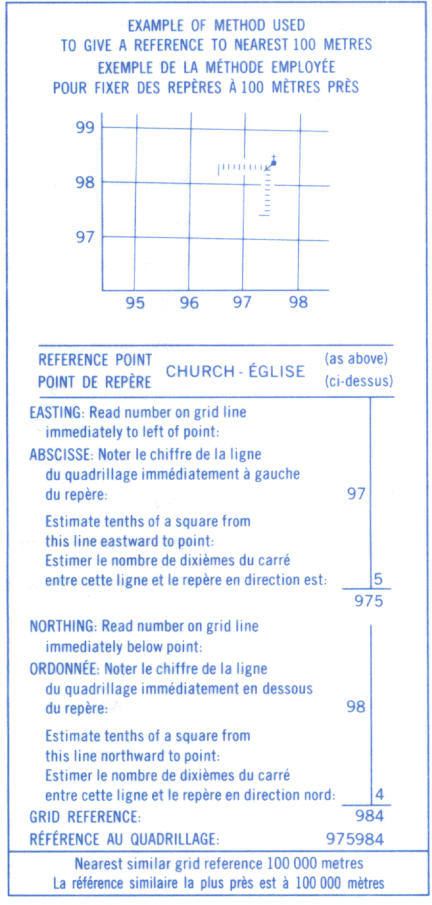 EXAMPLE OF METHOD USED
TO GIVE A REFERENCE TO NEAREST 100 METRES
EXEMPLE DE LA MÉTHODE EMPLOYÉE
POUR FIXER DES REPÈRES À 100 MÈTRES PRÈS
99
98
97
95 96 97 98
REFERENCE POINT
POINT DE REPÈRE
CHURCH - ÉGLISE
(as above)
(ci-dessus)
EASTING: Read number on grid line
immediately to left of point:
ABSCISSE: Noter le chiffre de la ligne
du quadrillage immédiatement à gauche
du repère: 97
Estimate tenths of a square from
this line eastward to point:
Estimer le nombre de dixièmes du carré
entre cette ligne et le repère en direction est: 5
975
NORTHING: Read number on grid line
immediately below point:
ORDONNÉE: Noter le chiffre de la ligne
du quadrillage immédiatement en dessous
du repère: 98
Estimate tenths of a square from
this line northward to point:
Estimer le nombre de dixièmes du carré
entre cette ligne et le repère en direction nord: 4
GRID REFERENCE: 984
RÉFÉRENCE AU QUADRILLAGE: 975984
Nearest similar grid reference 100 000 metres
La référence similaire la plus près est à 100 000 mètres